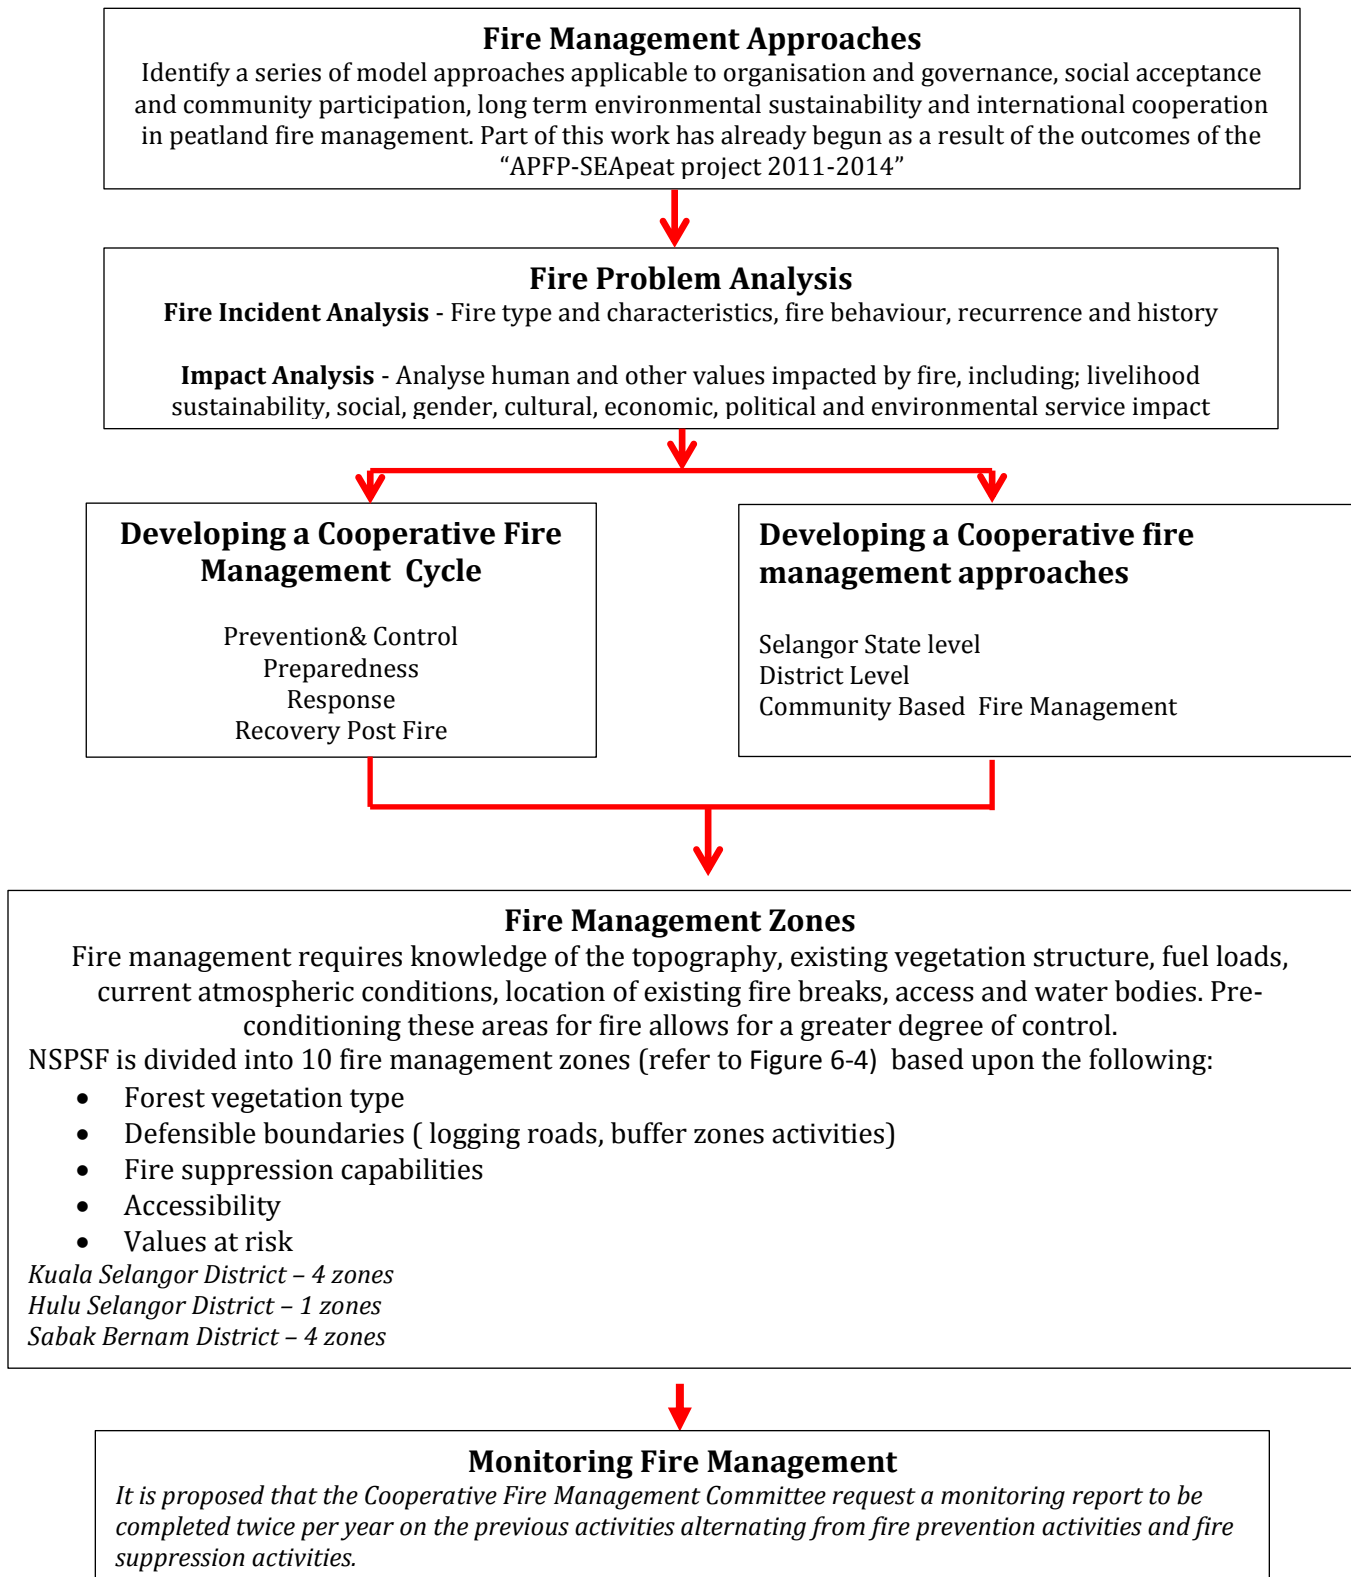 Fire Management Approaches
Identify a series of model approaches applicable to organisation and governance, social acceptance
and community participation, long term environmental sustainability and international cooperation
in peatland fire management. Part of this work has already begun as a result of the outcomes of the
“APFP-SEApeat project 2011-2014”
Fire Problem Analysis
Fire Incident Analysis - Fire type and characteristics, fire behaviour, recurrence and history
Impact Analysis - Analyse human and other values impacted by fire, including; livelihood
sustainability, social, gender, cultural, economic, political and environmental service impact
Developing a Cooperative Fire
Management Cycle
Prevention& Control
Preparedness
Response
Recovery Post Fire
Developing a Cooperative fire
management approaches
Selangor State level
District Level
Community Based Fire Management
Fire Management Zones
Fire management requires knowledge of the topography, existing vegetation structure, fuel loads,
current atmospheric conditions, location of existing fire breaks, access and water bodies. Pre-
conditioning these areas for fire allows for a greater degree of control.
NSPSF is divided into 10 fire management zones (refer to Figure 6-4) based upon the following:
• Forest vegetation type
• Defensible boundaries ( logging roads, buffer zones activities)
• Fire suppression capabilities
• Accessibility
• Values at risk
Kuala Selangor District – 4 zones
Hulu Selangor District – 1 zones
Sabak Bernam District – 4 zones
Monitoring Fire Management
It is proposed that the Cooperative Fire Management Committee request a monitoring report to be
completed twice per year on the previous activities alternating from fire prevention activities and fire
suppression activities.